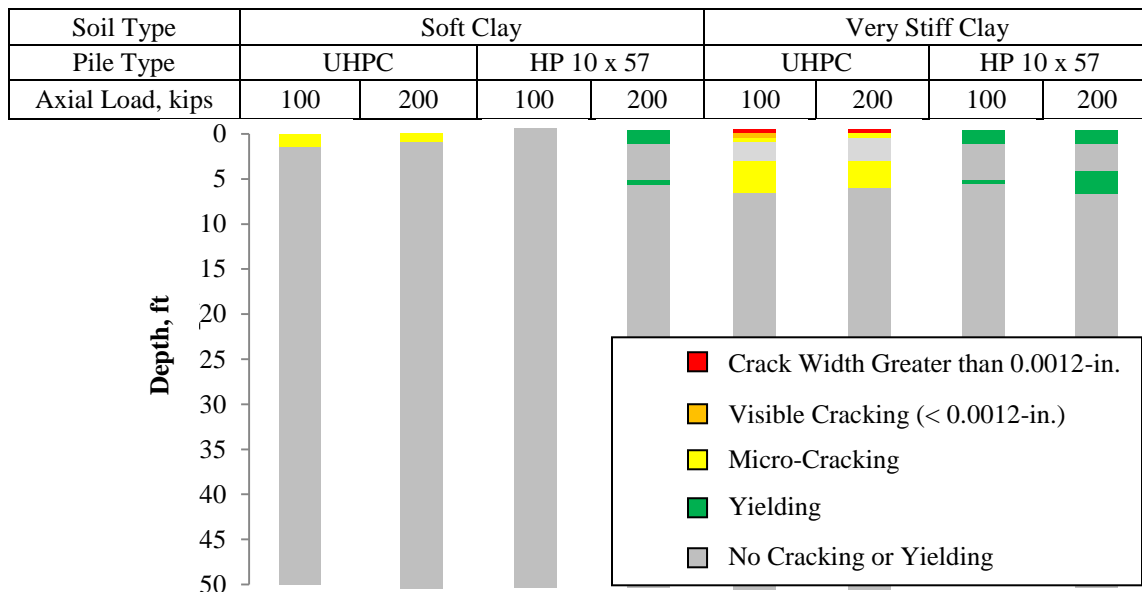 Soil Type Soft Clay Very Stiff Clay
Pile Type UHPC HP 10 x 57 UHPC HP 10 x 57
Axial Load, kips 100 200 100 200 100 200 100 200
0
5
10
15
20
25
30
35
40
45
50
Depth, ft
Crack Width Greater than 0.0012-in.
Visible Cracking (< 0.0012-in.)
Micro-Cracking
Yielding
No Cracking or Yielding